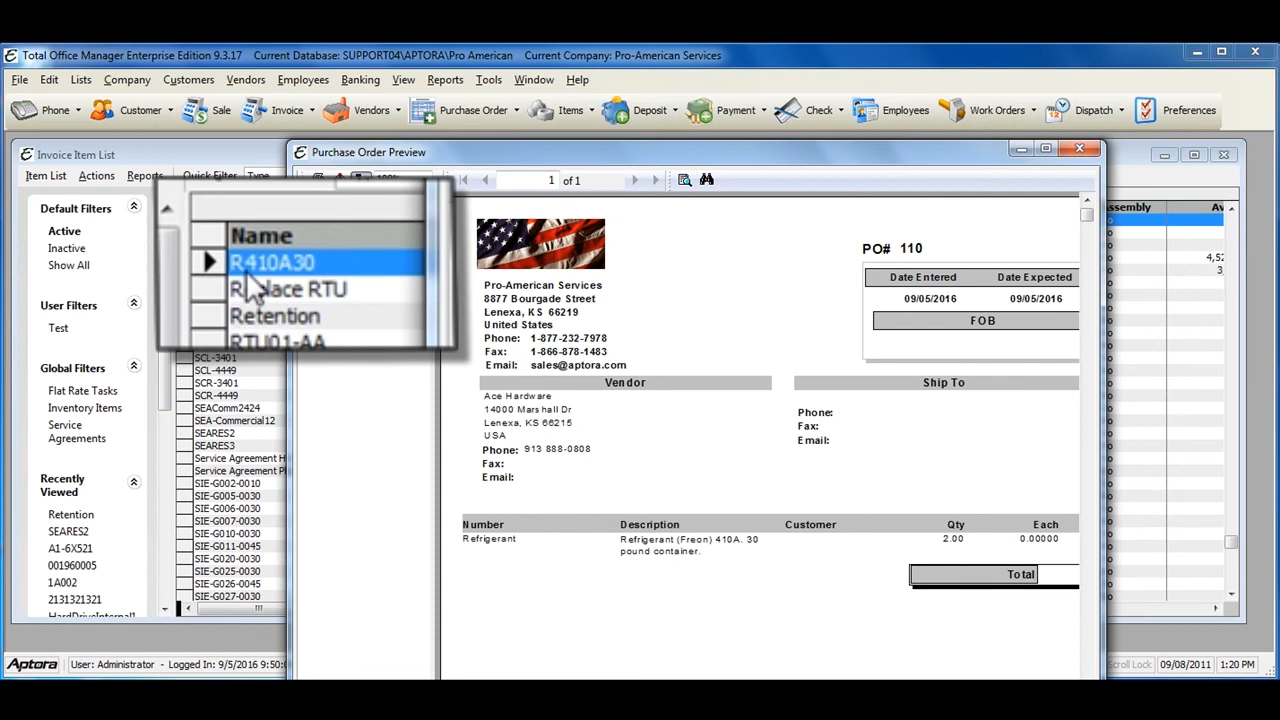 Total Office Manager Enterprise Edition 9.3.17 Current Database: SUPPORT04\APTORA\Pro American Current Company: Pro-American Services
File Edit Lists Company Customers Vendors Employees Banking View Reports Tools Window Help
Phone Custome Sale Invoice Vendors Purchase Order Items Deposit Payment Check Employees Work Orders Dispatch Preferences
Invoice Item List
Item List Actions Reports Quick Filter Type
Default Filters
Active
Inactive
Show All
User Filters
Test
Global Filters
Flat Rate Tasks
Inventory Items
Service
Agreements
Recently
Viewed
Retention
SEARES2
A1-6X521
001960005
1A002
2131321321
HardDriveInternal1
Name
R410A30
Replace RTU
Retention
RTU01-AA
SCL-3401
SCL-4449
SCR-3401
SCR-4449
SEAComm2424
SEA-Commercial12
SEARES2
SEARES3
Service Agreement H
Service Agreement Pl
SIE-G002-0010
SIE-G005-0030
SIE-G006-0030
SIE-G007-0030
SIE-G010-0030
SIE-G011-0045
SIE-G020-0030
SIE-G025-0030
SIE-G026-0045
SIE-G027-0030
Purchase Order Preview
1 of 1
Pro-American Services
8877 Bourgade Street
Lenexa, KS 66219
United States
Phone: 1-877-232-7978
Fax: 1-866-878-1483
Email: sales@aptora.com
PO# 110
Date Entered Date Expected
09/05/2016 09/05/2016
FOB
Vendor
Ace Hardware
14000 Marshall Dr
Lenexa, KS 66215
USA
Phone: 913 888-0808
Fax:
Email:
Ship To
Phone:
Fax:
Email:
Number Description Customer Qty Each
Refrigerant Refrigerant (Freon) 410A. 30 2.00 0.00000
pound container.
Total
ssembly Av
4,52
3,
Aptora User: Administrator - Logged In: 9/5/2016 9:50:0 Scroll Lock 09/08/2011 1:20 PM